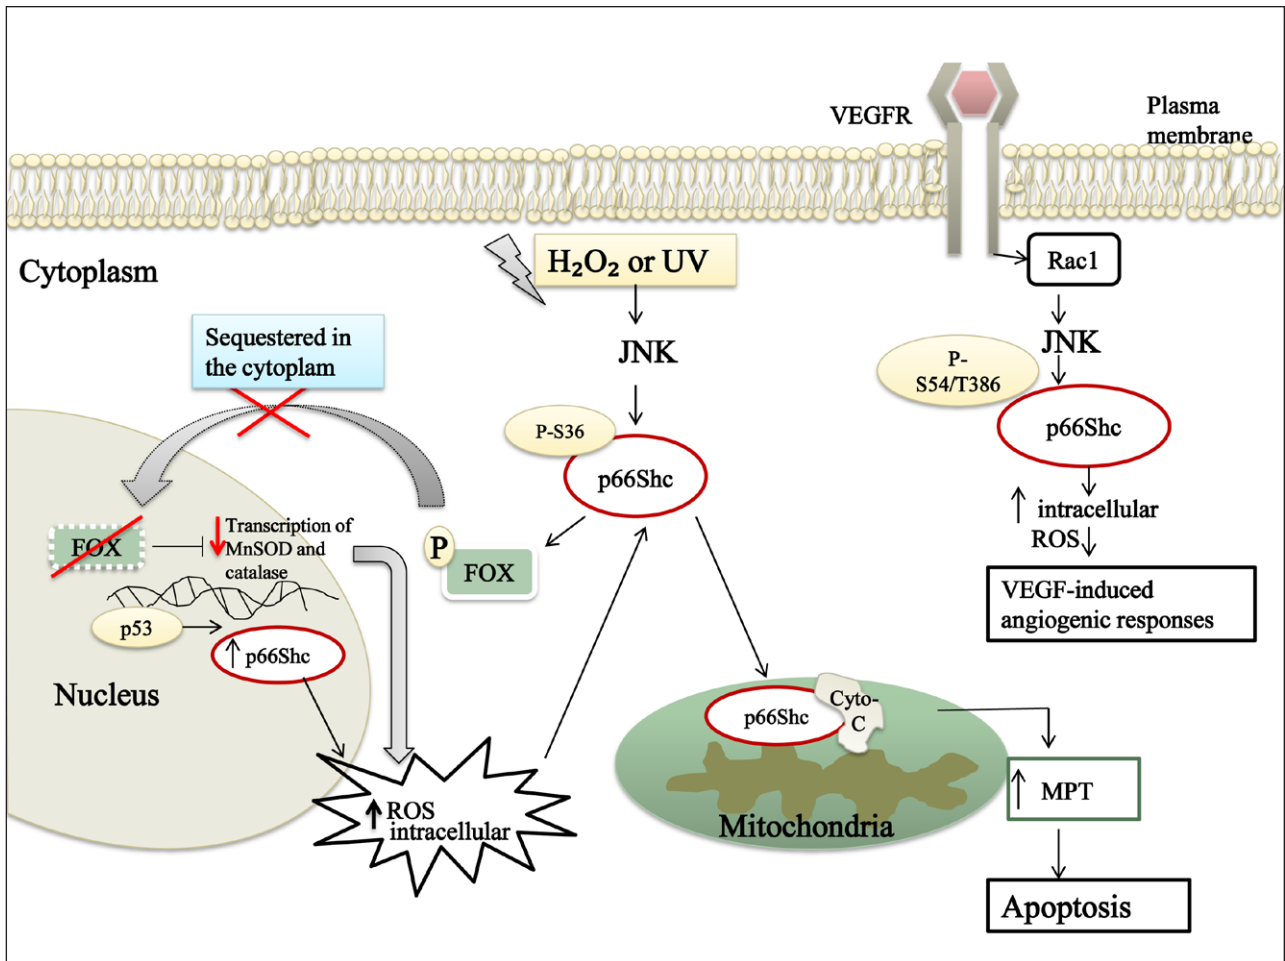 VEGFR
Plasma
membrane
Cytoplasm
H₂O₂ or UV
Rac1
JNK
JNK
Sequestered in
the cytoplam
P-
S54/T386
P-S36
p66Shc
p66Shc
↑ intracellular
ROS
VEGF-induced
angiogenic responses
P
FOX
FOX
Transcription of
MnSOD and
catalase
p53
↑ p66Shc
Nucleus
↑ ROS
intracellular
p66Shc
Cyto-
C
Mitochondria
↑ MPT
Apoptosis